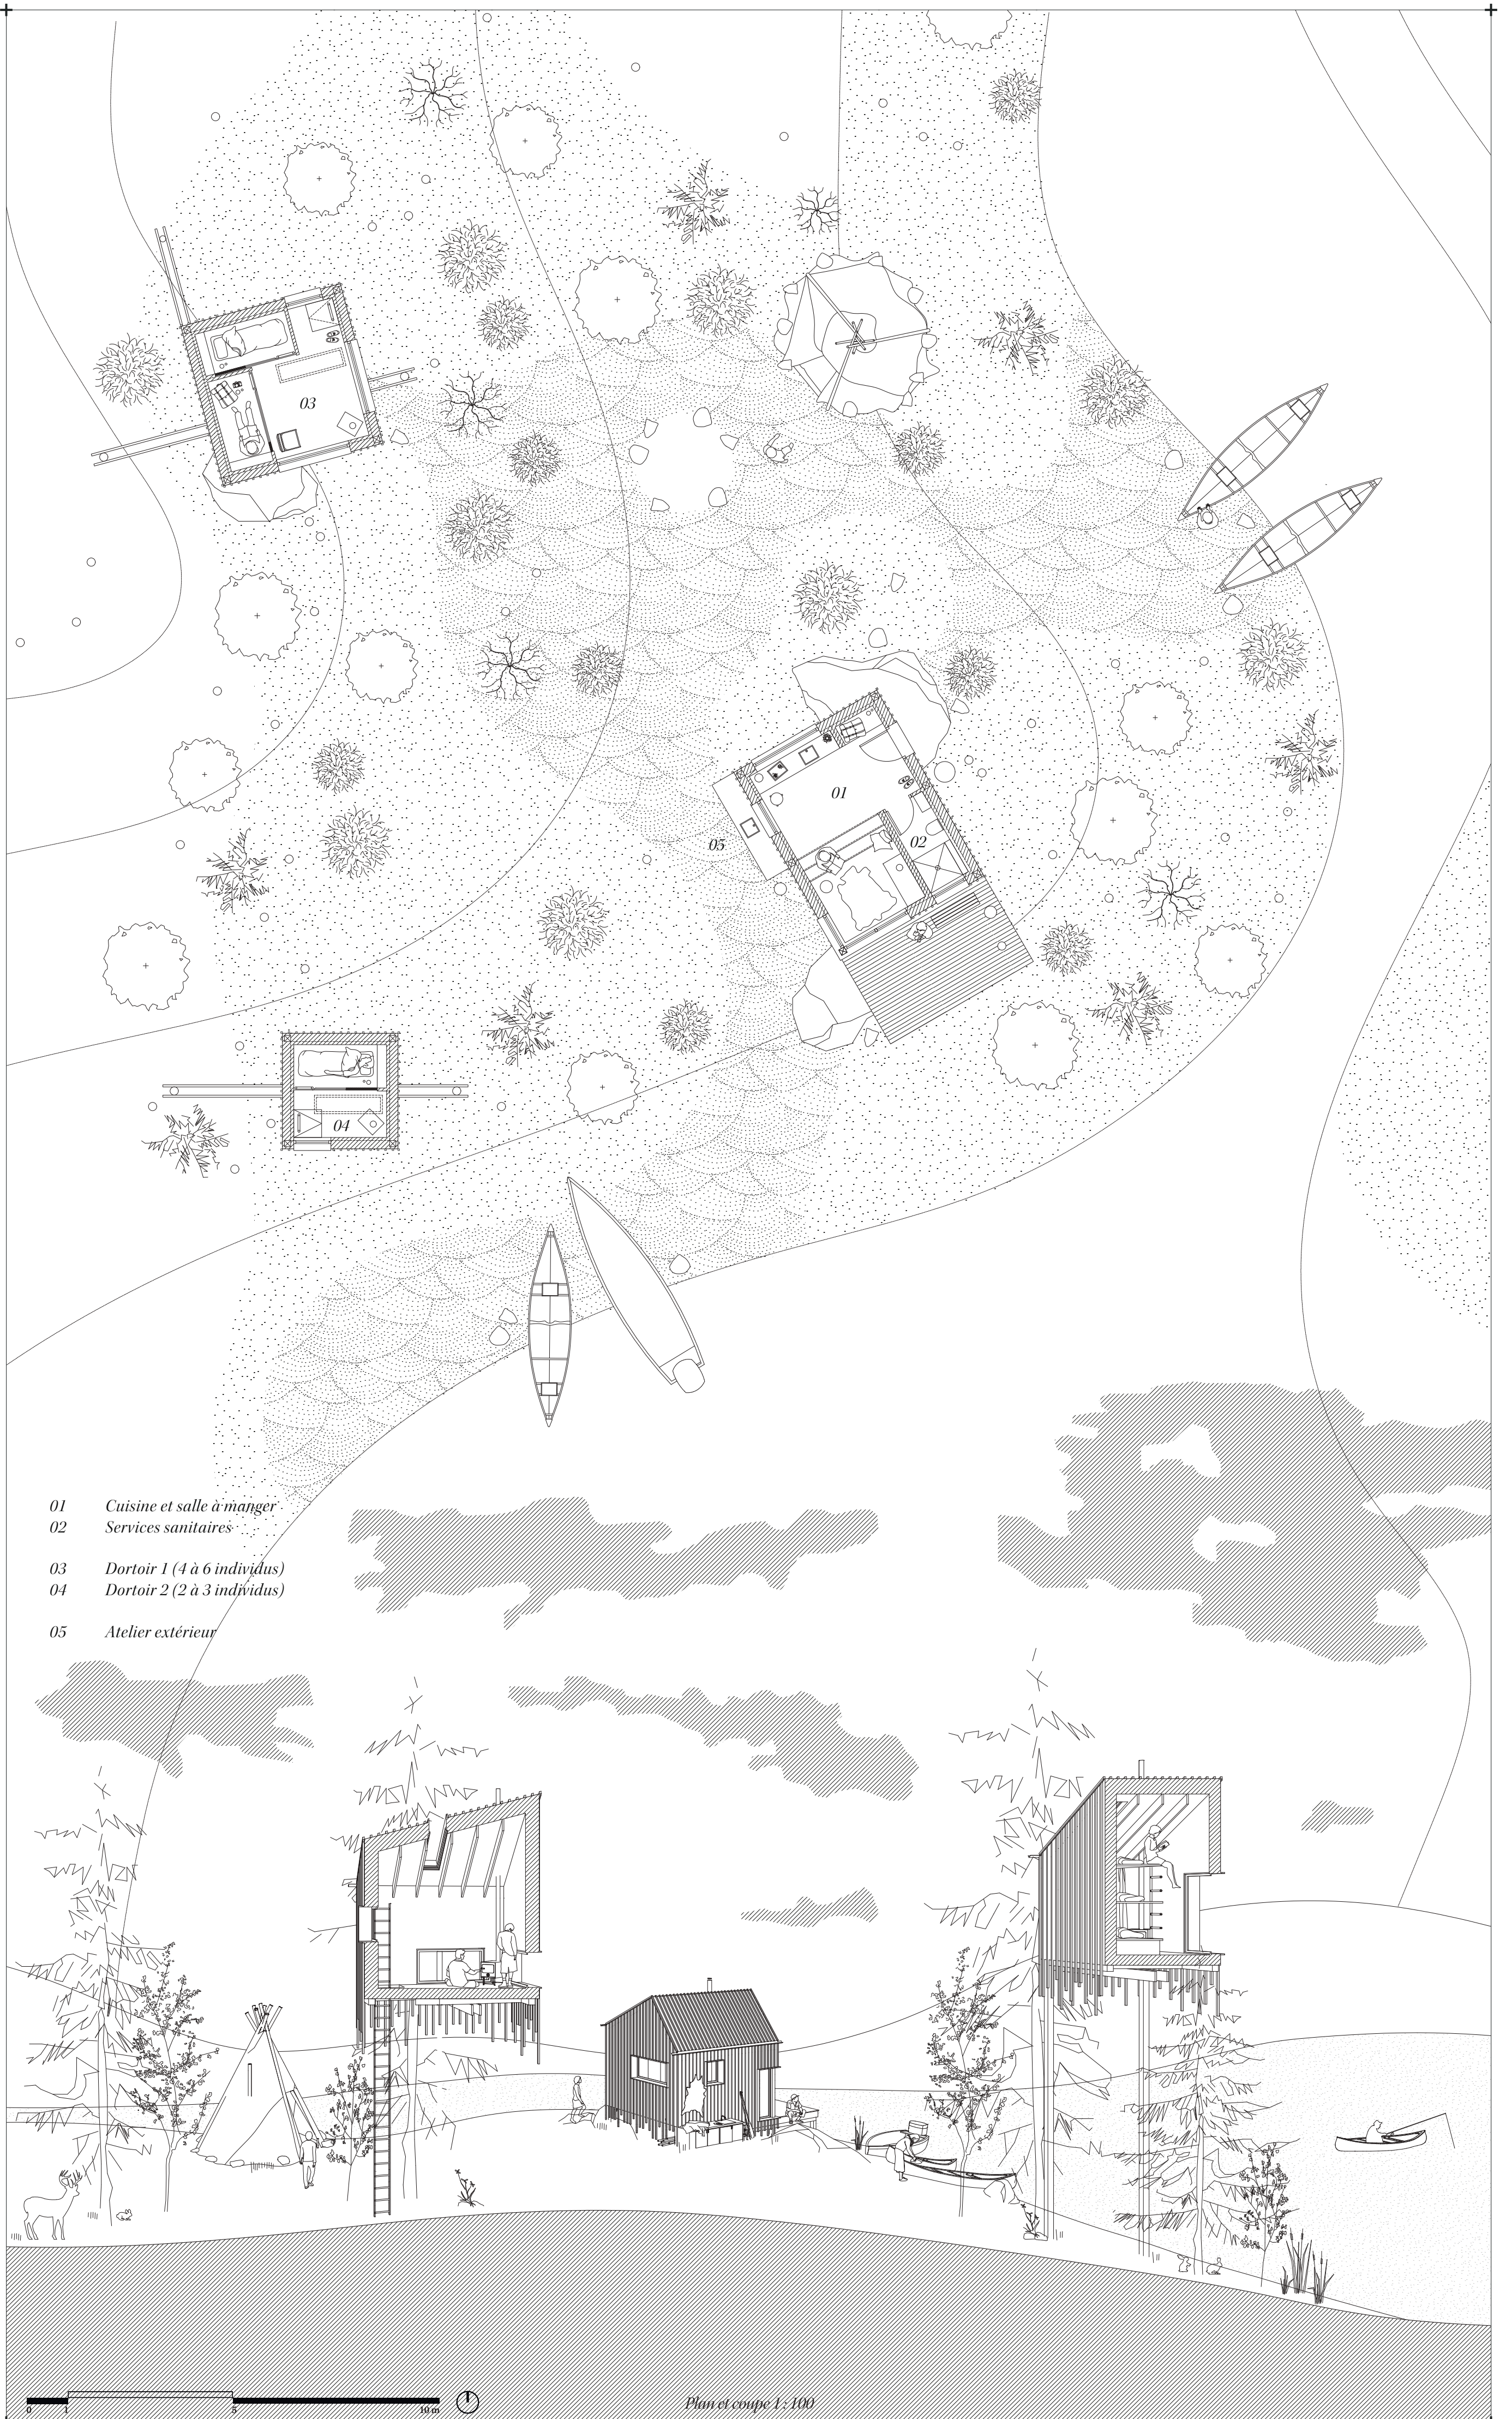 03
01
02
05
04
01 Cuisine et salle à manger
02 Services sanitaires
03 Dortoir 1 (4 à 6 individus)
04 Dortoir 2 (2 à 3 individus)
05 Atelier extérieur
0 1 5 10 m
Plan et coupe 1 : 100